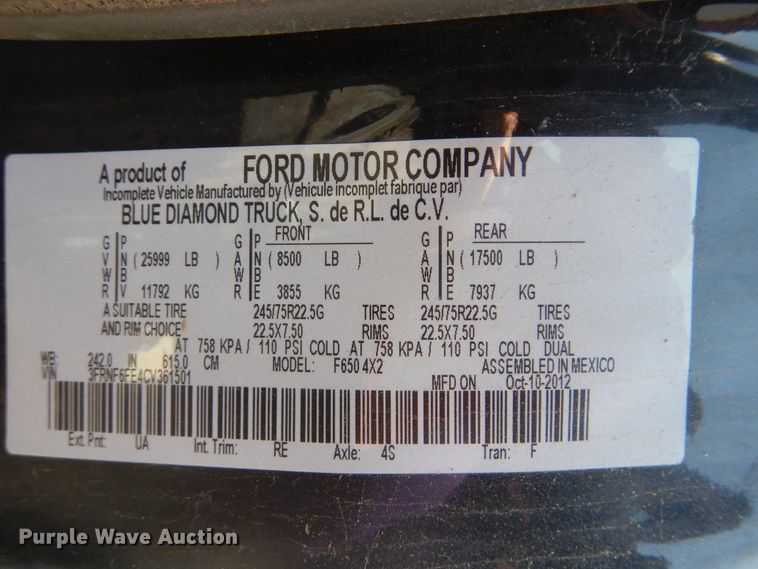 A product of FORD MOTOR COMPANY
Incomplete Vehicle Manufactured by (Vehicule incomplet fabrique par)
BLUE DIAMOND TRUCK, S. de R.L. de C.V.
G P FRONT G P REAR G P
V N ( 25999 LB ) A N ( 8500 LB ) A N ( 17500 LB )
W B W B W B
R V 11792 KG R E 3855 KG R E 7937 KG
A SUITABLE TIRE 245/75R22.5G TIRES 245/75R22.5G TIRES
AND RIM CHOICE 22.5X7.50 RIMS 22.5X7.50 RIMS
AT 758 KPA/ 110 PSI COLD AT 758 KPA/ 110 PSI COLD DUAL
WB: 242.0 IN 615.0 CM MODEL: F650 4X2 ASSEMBLED IN MEXICO
VIN 3FRNF6FE4CV361501 MFD ON Oct-10-2012
Ext. Pnt: UA Int. Trim: RE Axle: 4S Tran: F
Purple Wave Auction